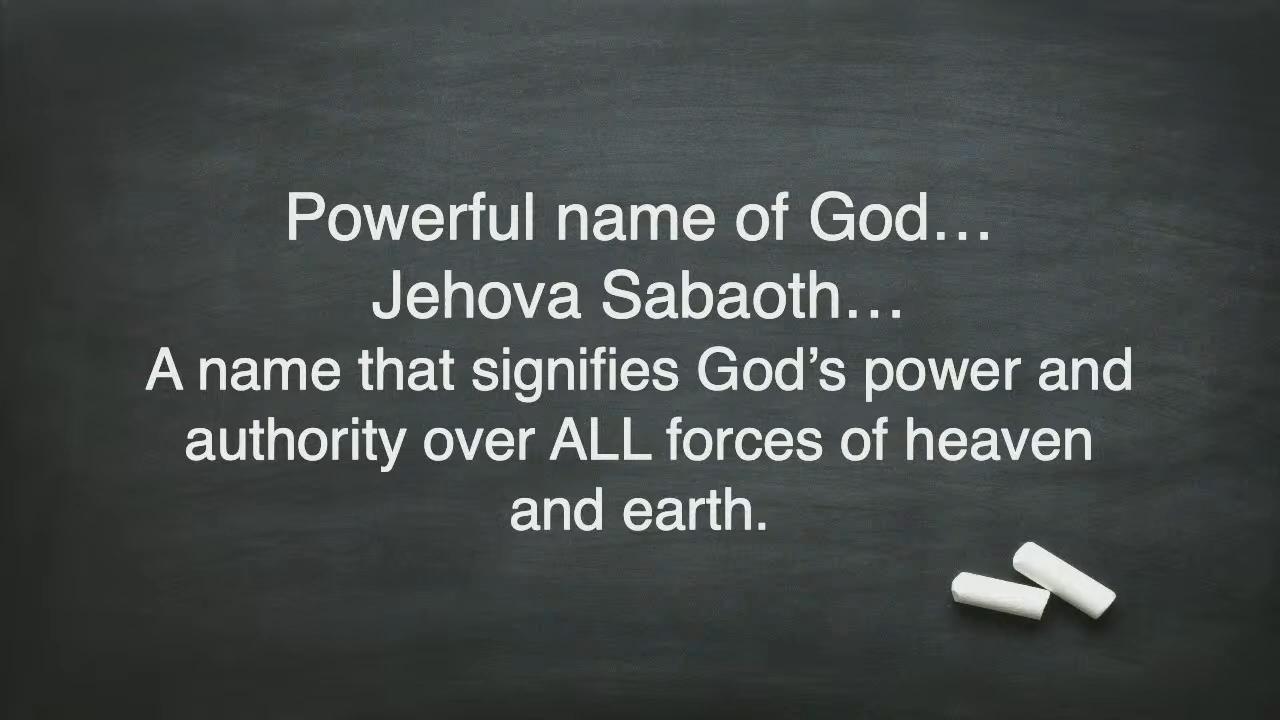 Powerful name of God…
Jehova Sabaoth…
A name that signifies God’s power and
authority over ALL forces of heaven
and earth.